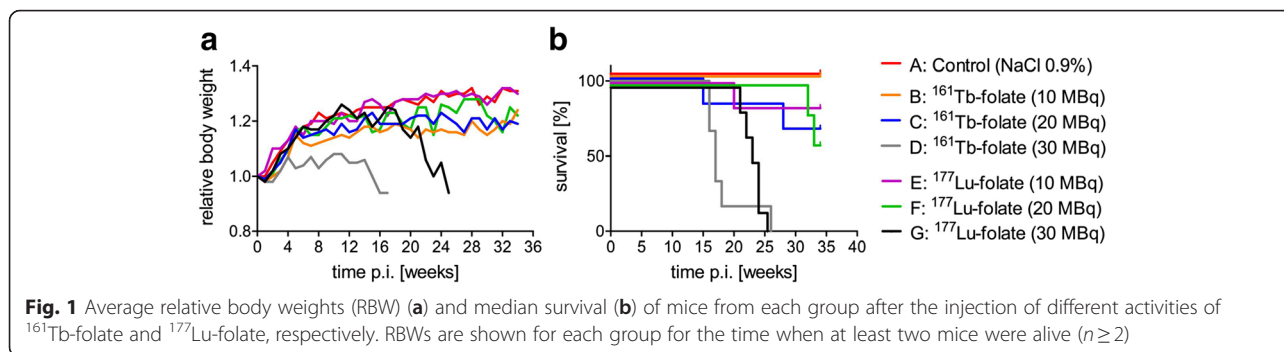 a
relative body weight
1.4
1.2
1.0
0.8
0 4 8 12 16 20 24 28 32 36
time p.i. [weeks]
b
survival [%]
100
50
0
0 5 10 15 20 25 30 35 40
time p.i. [weeks]
A: Control (NaCl 0.9%)
B: ¹⁶¹Tb-folate (10 MBq)
C: ¹⁶¹Tb-folate (20 MBq)
D: ¹⁶¹Tb-folate (30 MBq)
E: ¹⁷⁷Lu-folate (10 MBq)
F: ¹⁷⁷Lu-folate (20 MBq)
G: ¹⁷⁷Lu-folate (30 MBq)
Fig. 1 Average relative body weights (RBW) (a) and median survival (b) of mice from each group after the injection of different activities of
¹⁶¹Tb-folate and ¹⁷⁷Lu-folate, respectively. RBWs are shown for each group for the time when at least two mice were alive (n ≥ 2)